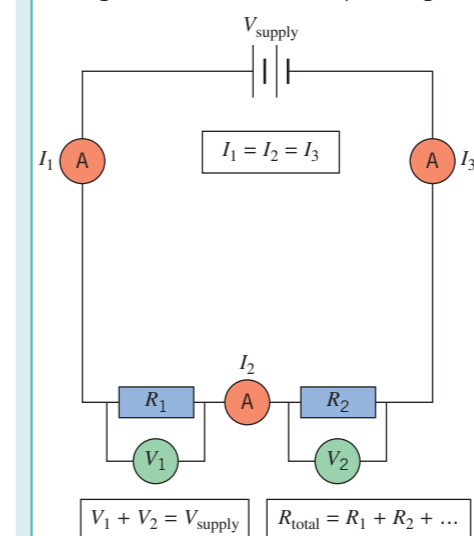 V_supply
I₁ A
I₁ = I₂ = I₃
A I₃
I₂
R₁ A R₂
V₁ V₂
V₁ + V₂ = V_supply
R_total = R₁ + R₂ + ...